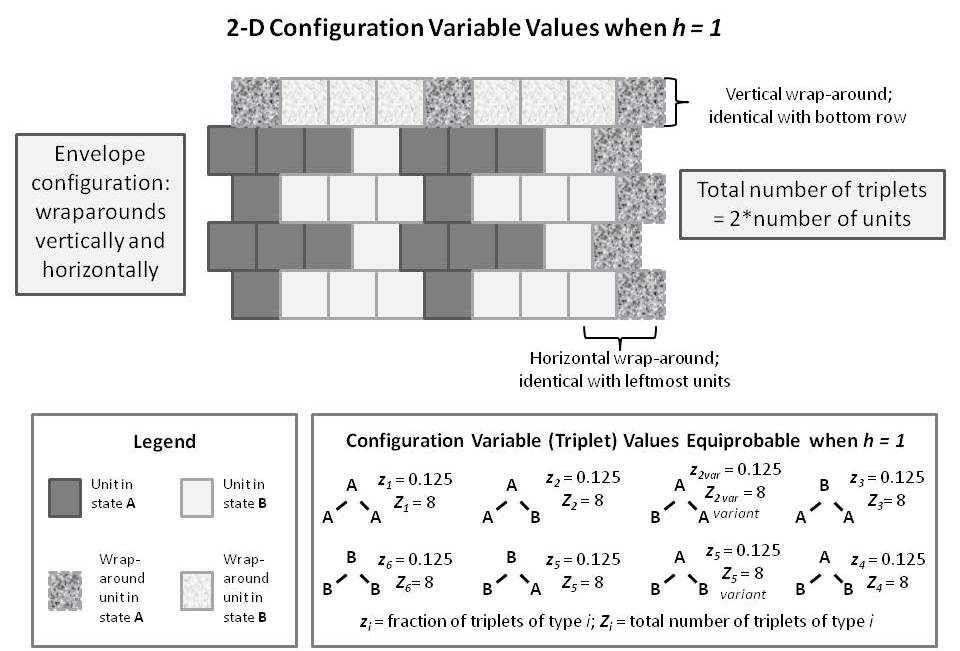 2-D Configuration Variable Values when h = 1
Vertical wrap-around;
identical with bottom row
Envelope
configuration:
wraparounds
vertically and
horizontally
Total number of triplets
= 2*number of units
Horizontal wrap-around;
identical with leftmost units
Legend
Unit in
state A
Unit in
state B
Wrap-
around
unit in
state A
Wrap-
around
unit in
state B
Configuration Variable (Triplet) Values Equiprobable when h = 1
A
A A
z1 = 0.125
Z1 = 8
A
A B
z2 = 0.125
Z2 = 8
A
B A
z2var = 0.125
Z2 var = 8
variant
B
A A
z3 = 0.125
Z3= 8
B
B B
z6 = 0.125
Z6= 8
B
B A
z5 = 0.125
Z5 = 8
A
B B
z5 = 0.125
Z5 = 8
variant
A
B B
z4 = 0.125
Z4 = 8
zi = fraction of triplets of type i; Zi = total number of triplets of type i